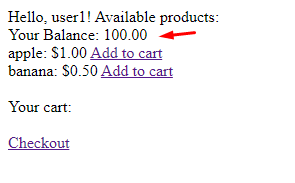 Hello, user1! Available products:
Your Balance: 100.00
apple: $1.00 Add to cart
banana: $0.50 Add to cart
Your cart:
Checkout